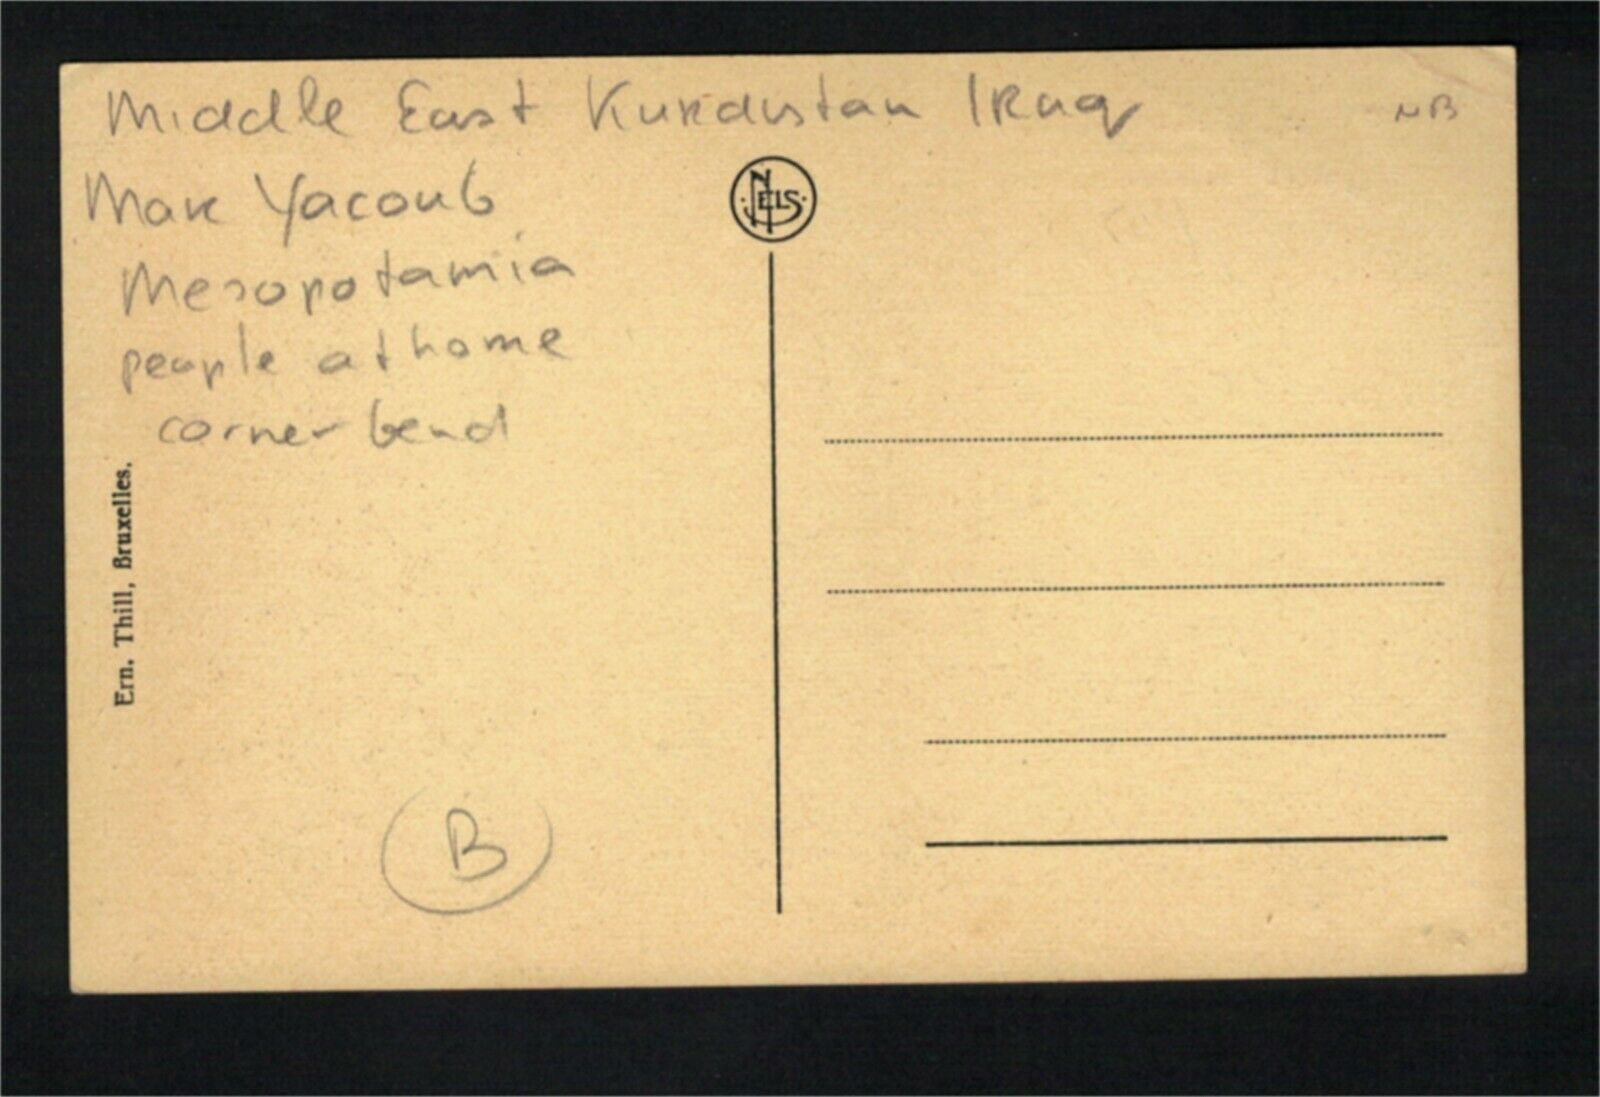 Middle East Kurdistan IRaq
NB
Mar Yacoub
Mesopotamia
people at home
corner bend
NELS
Ern. Thill, Bruxelles.
B